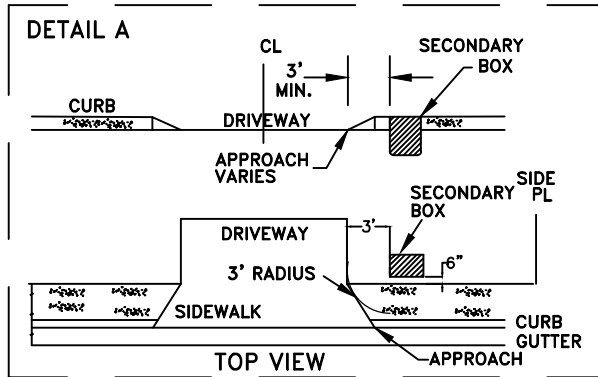 DETAIL A
CL
3'
MIN.
SECONDARY
BOX
CURB
DRIVEWAY
APPROACH
VARIES
SECONDARY
BOX
SIDE
PL
DRIVEWAY
3'
6"
3' RADIUS
SIDEWALK
CURB
GUTTER
TOP VIEW
APPROACH